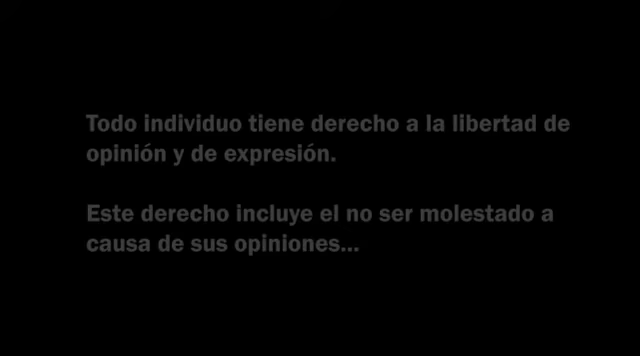 Todo individuo tiene derecho a la libertad de
opinión y de expresión.
Este derecho incluye el no ser molestado a
causa de sus opiniones...